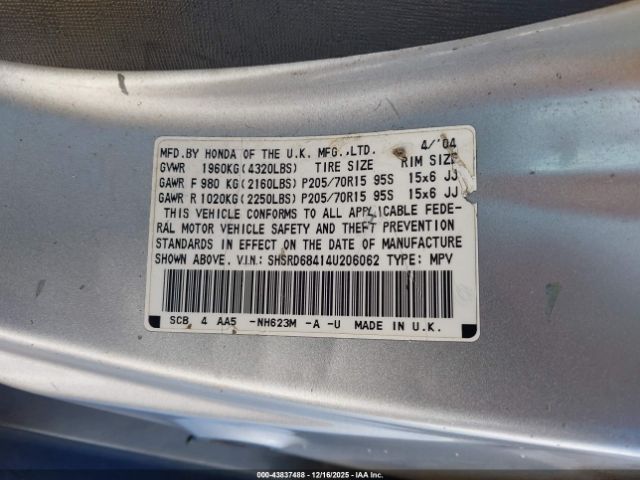 MFD.BY HONDA OF THE U.K. MFG.,LTD. 4/'04
GVWR 1960KG(4320LBS) TIRE SIZE RIM SIZE
GAWR F 980 KG(2160LBS) P205/70R15 95S 15x6 JJ
GAWR R 1020KG(2250LBS) P205/70R15 95S 15x6 JJ
THIS VEHICLE CONFORMS TO ALL APPLICABLE FEDE-
RAL MOTOR VEHICLE SAFETY AND THEFT PREVENTION
STANDARDS IN EFFECT ON THE DATE OF MANUFACTURE
SHOWN ABOVE. V.I.N.: SHSRD68414U206062 TYPE: MPV
SCB 4 AA5 -NH623M -A -U MADE IN U.K.
000-43837488 - 12/16/2025 - IAA HOLDINGS, LLC.